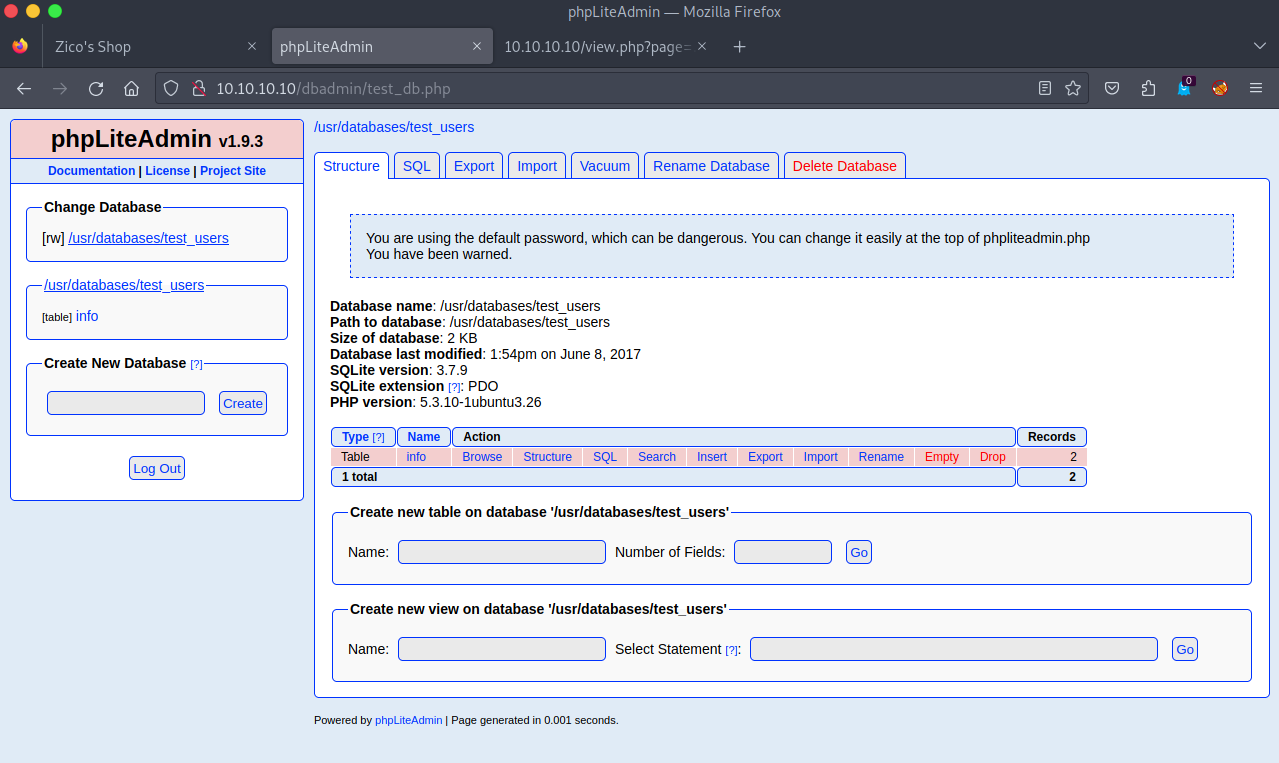 phpLiteAdmin — Mozilla Firefox
Zico's Shop
phpLiteAdmin
10.10.10.10/view.php?page=
10.10.10.10/dbadmin/test_db.php
0
phpLiteAdmin v1.9.3
Documentation | License | Project Site
Change Database
[rw] /usr/databases/test_users
/usr/databases/test_users
[table] info
Create New Database [?]
Create
Log Out
/usr/databases/test_users
Structure
SQL
Export
Import
Vacuum
Rename Database
Delete Database
You are using the default password, which can be dangerous. You can change it easily at the top of phpliteadmin.php
You have been warned.
Database name: /usr/databases/test_users
Path to database: /usr/databases/test_users
Size of database: 2 KB
Database last modified: 1:54pm on June 8, 2017
SQLite version: 3.7.9
SQLite extension [?]: PDO
PHP version: 5.3.10-1ubuntu3.26
Type [?] Name Action Records
Table info Browse Structure SQL Search Insert Export Import Rename Empty Drop 2
1 total 2
Create new table on database '/usr/databases/test_users'
Name: Number of Fields: Go
Create new view on database '/usr/databases/test_users'
Name: Select Statement [?]: Go
Powered by phpLiteAdmin | Page generated in 0.001 seconds.